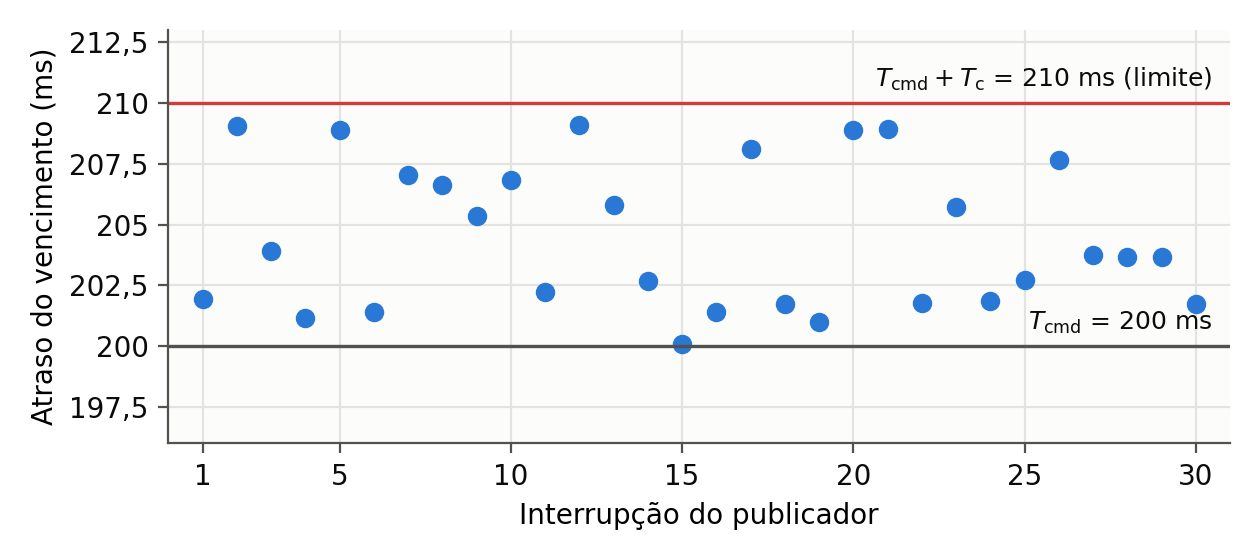 212,5
210
207,5
205
202,5
200
197,5
Atraso do vencimento (ms)
T_cmd + T_c = 210 ms (limite)
T_cmd = 200 ms
1 5 10 15 20 25 30
Interrupção do publicador